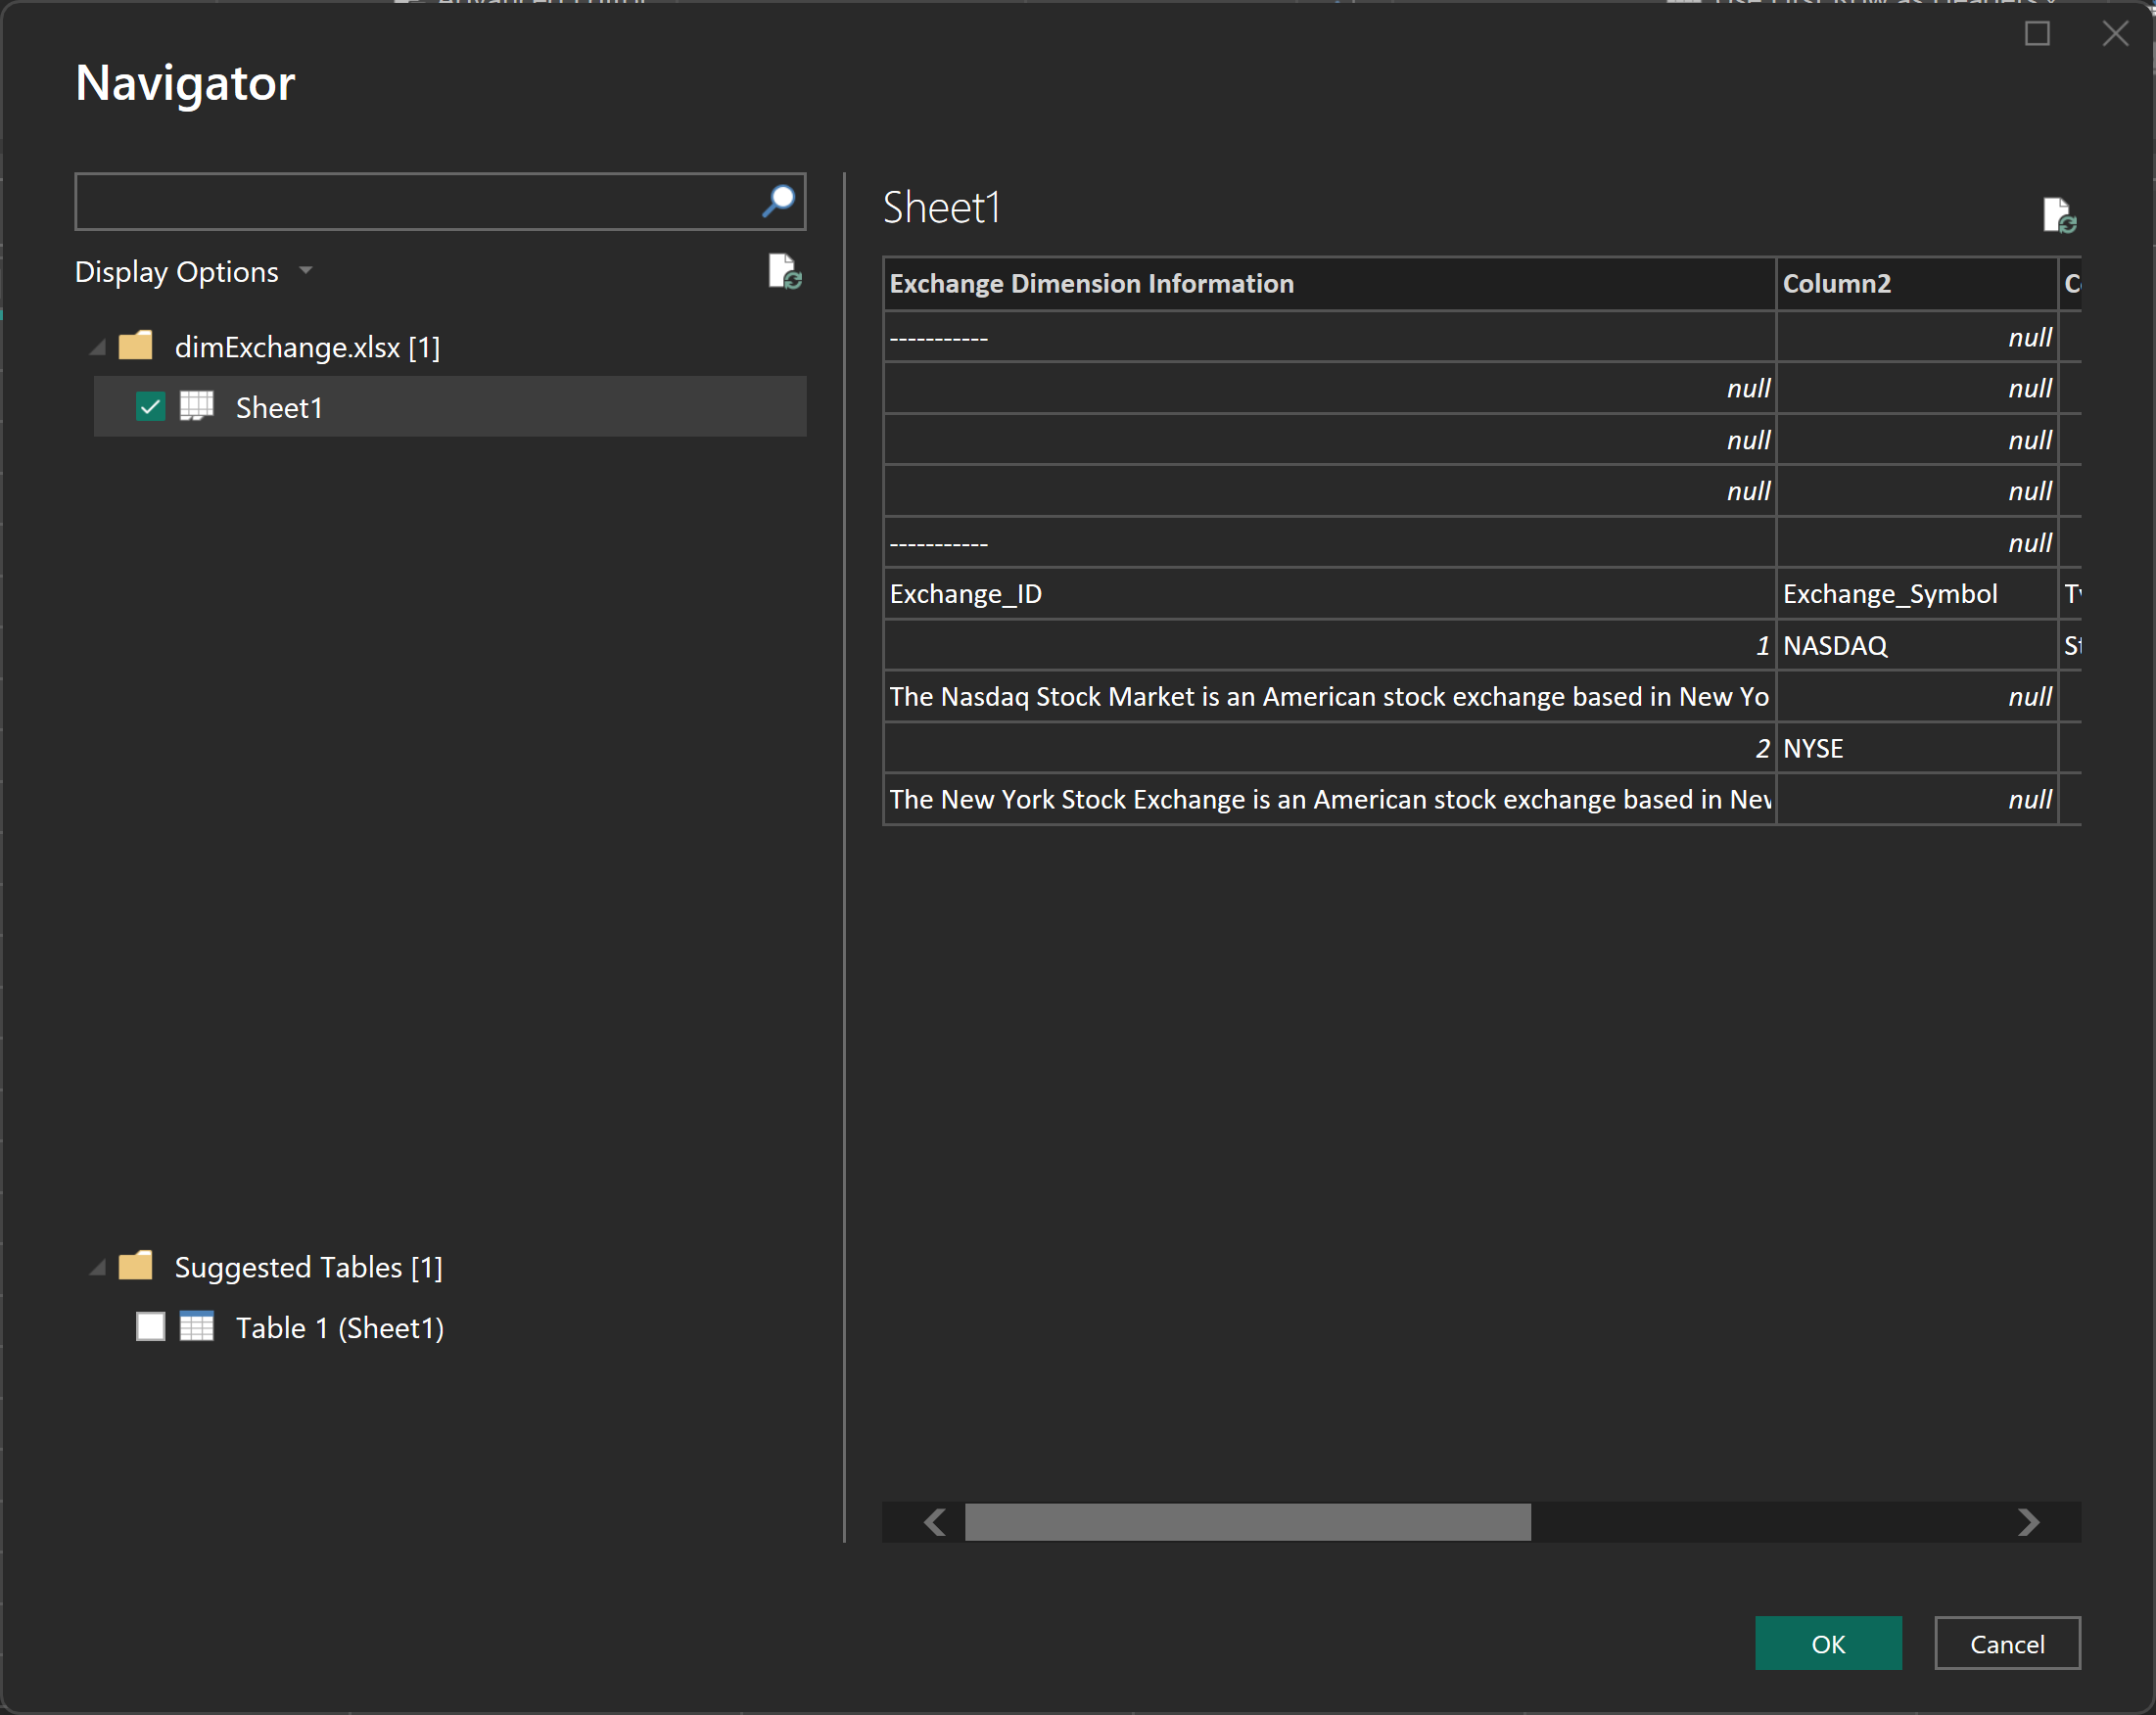 Navigator
Display Options
dimExchange.xlsx [1]
Sheet1
Suggested Tables [1]
Table 1 (Sheet1)
Sheet1
Exchange Dimension Information Column2
----------- null
null null
null null
null null
----------- null
Exchange_ID Exchange_Symbol
1 NASDAQ
The Nasdaq Stock Market is an American stock exchange based in New Yo null
2 NYSE
The New York Stock Exchange is an American stock exchange based in null
OK Cancel